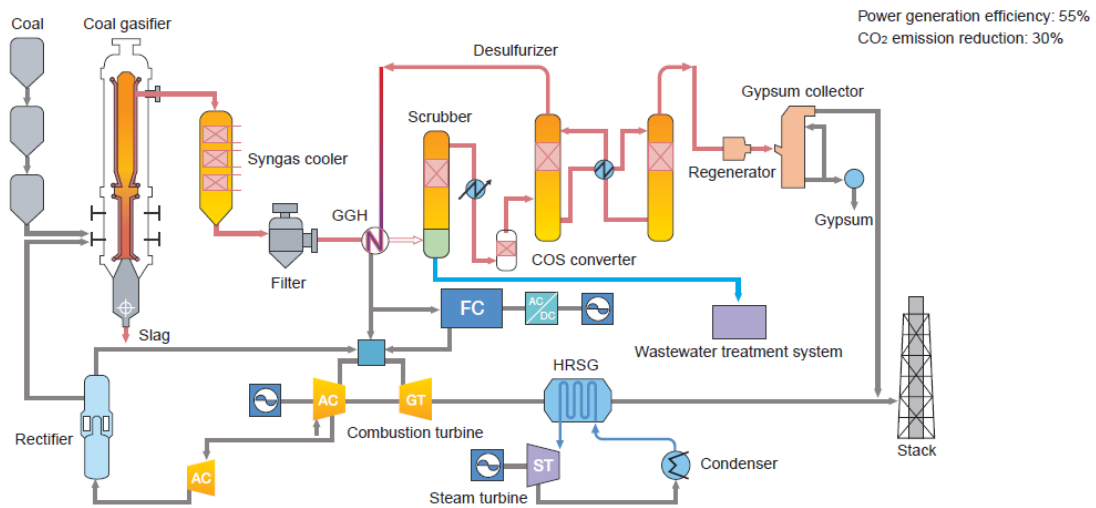 Coal
Coal gasifier
Power generation efficiency: 55%
CO₂ emission reduction: 30%
Desulfurizer
Gypsum collector
Scrubber
Syngas cooler
Regenerator
GGH
Gypsum
COS converter
Filter
FC
AC/DC
Slag
Wastewater treatment system
HRSG
AC
GT
Rectifier
Combustion turbine
Stack
AC
ST
Condenser
Steam turbine